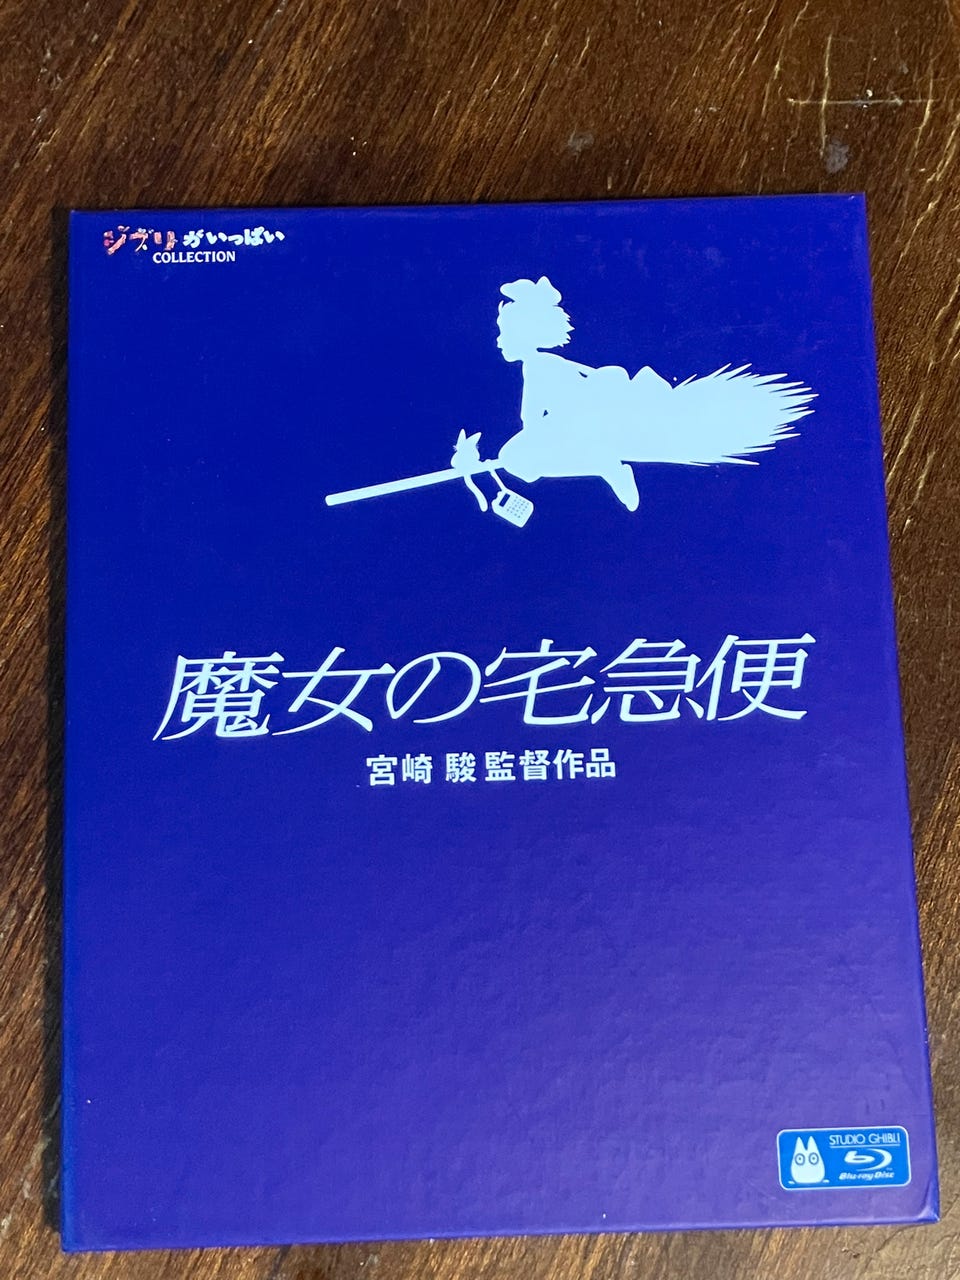 ジブリがいっぱい
COLLECTION
魔女の宅急便
宮崎 駿 監督作品
STUDIO GHIBLI
Blu-ray Disc